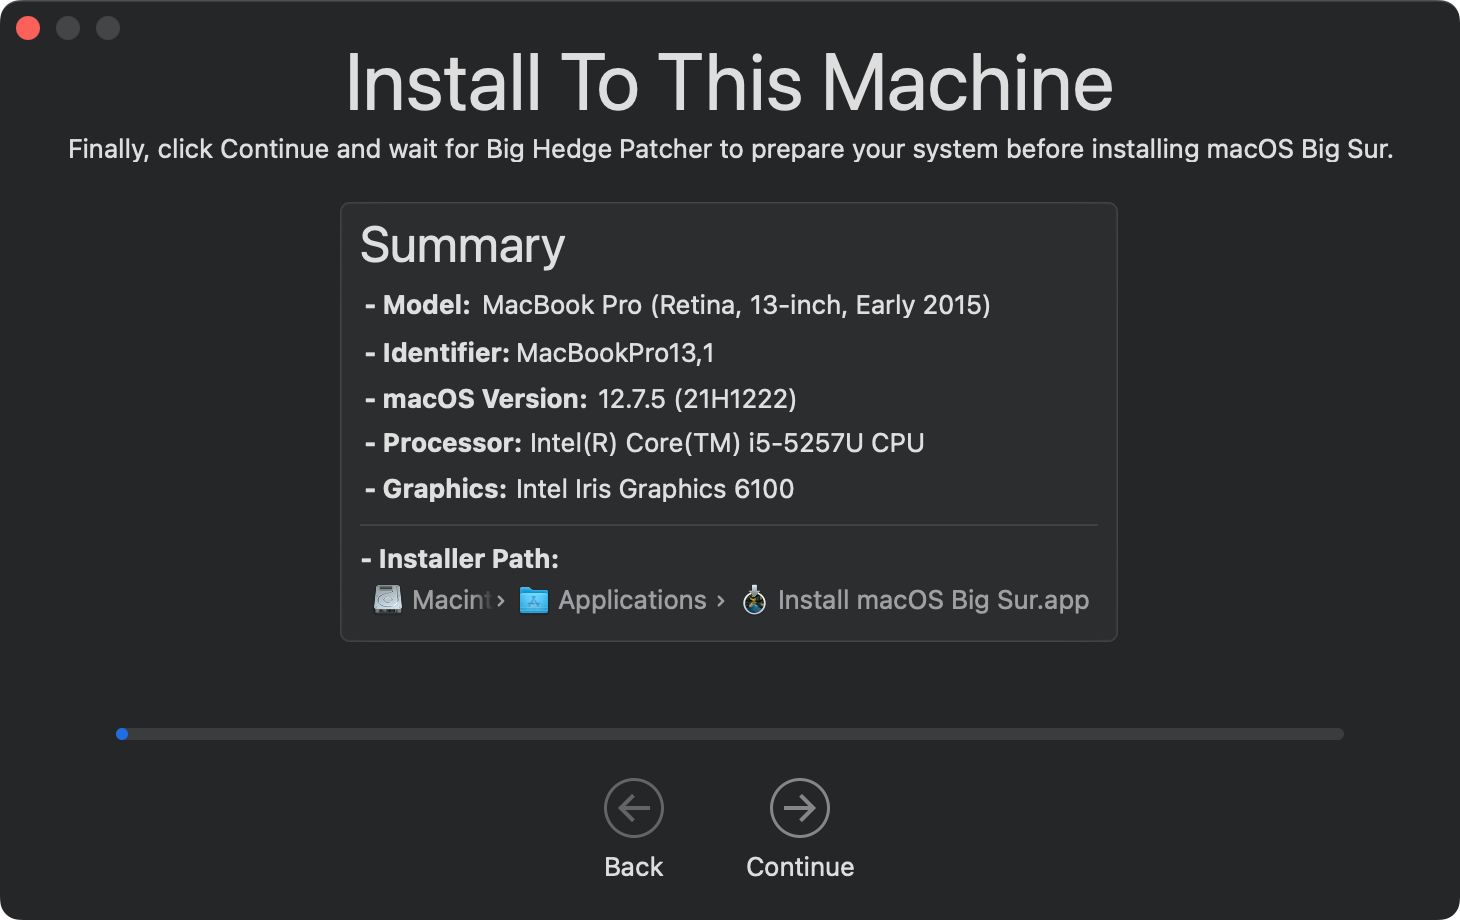 Install To This Machine
Finally, click Continue and wait for Big Hedge Patcher to prepare your system before installing macOS Big Sur.
Summary
- Model: MacBook Pro (Retina, 13-inch, Early 2015)
- Identifier: MacBookPro13,1
- macOS Version: 12.7.5 (21H1222)
- Processor: Intel(R) Core(TM) i5-5257U CPU
- Graphics: Intel Iris Graphics 6100
- Installer Path:
Macint › Applications › Install macOS Big Sur.app
Back Continue